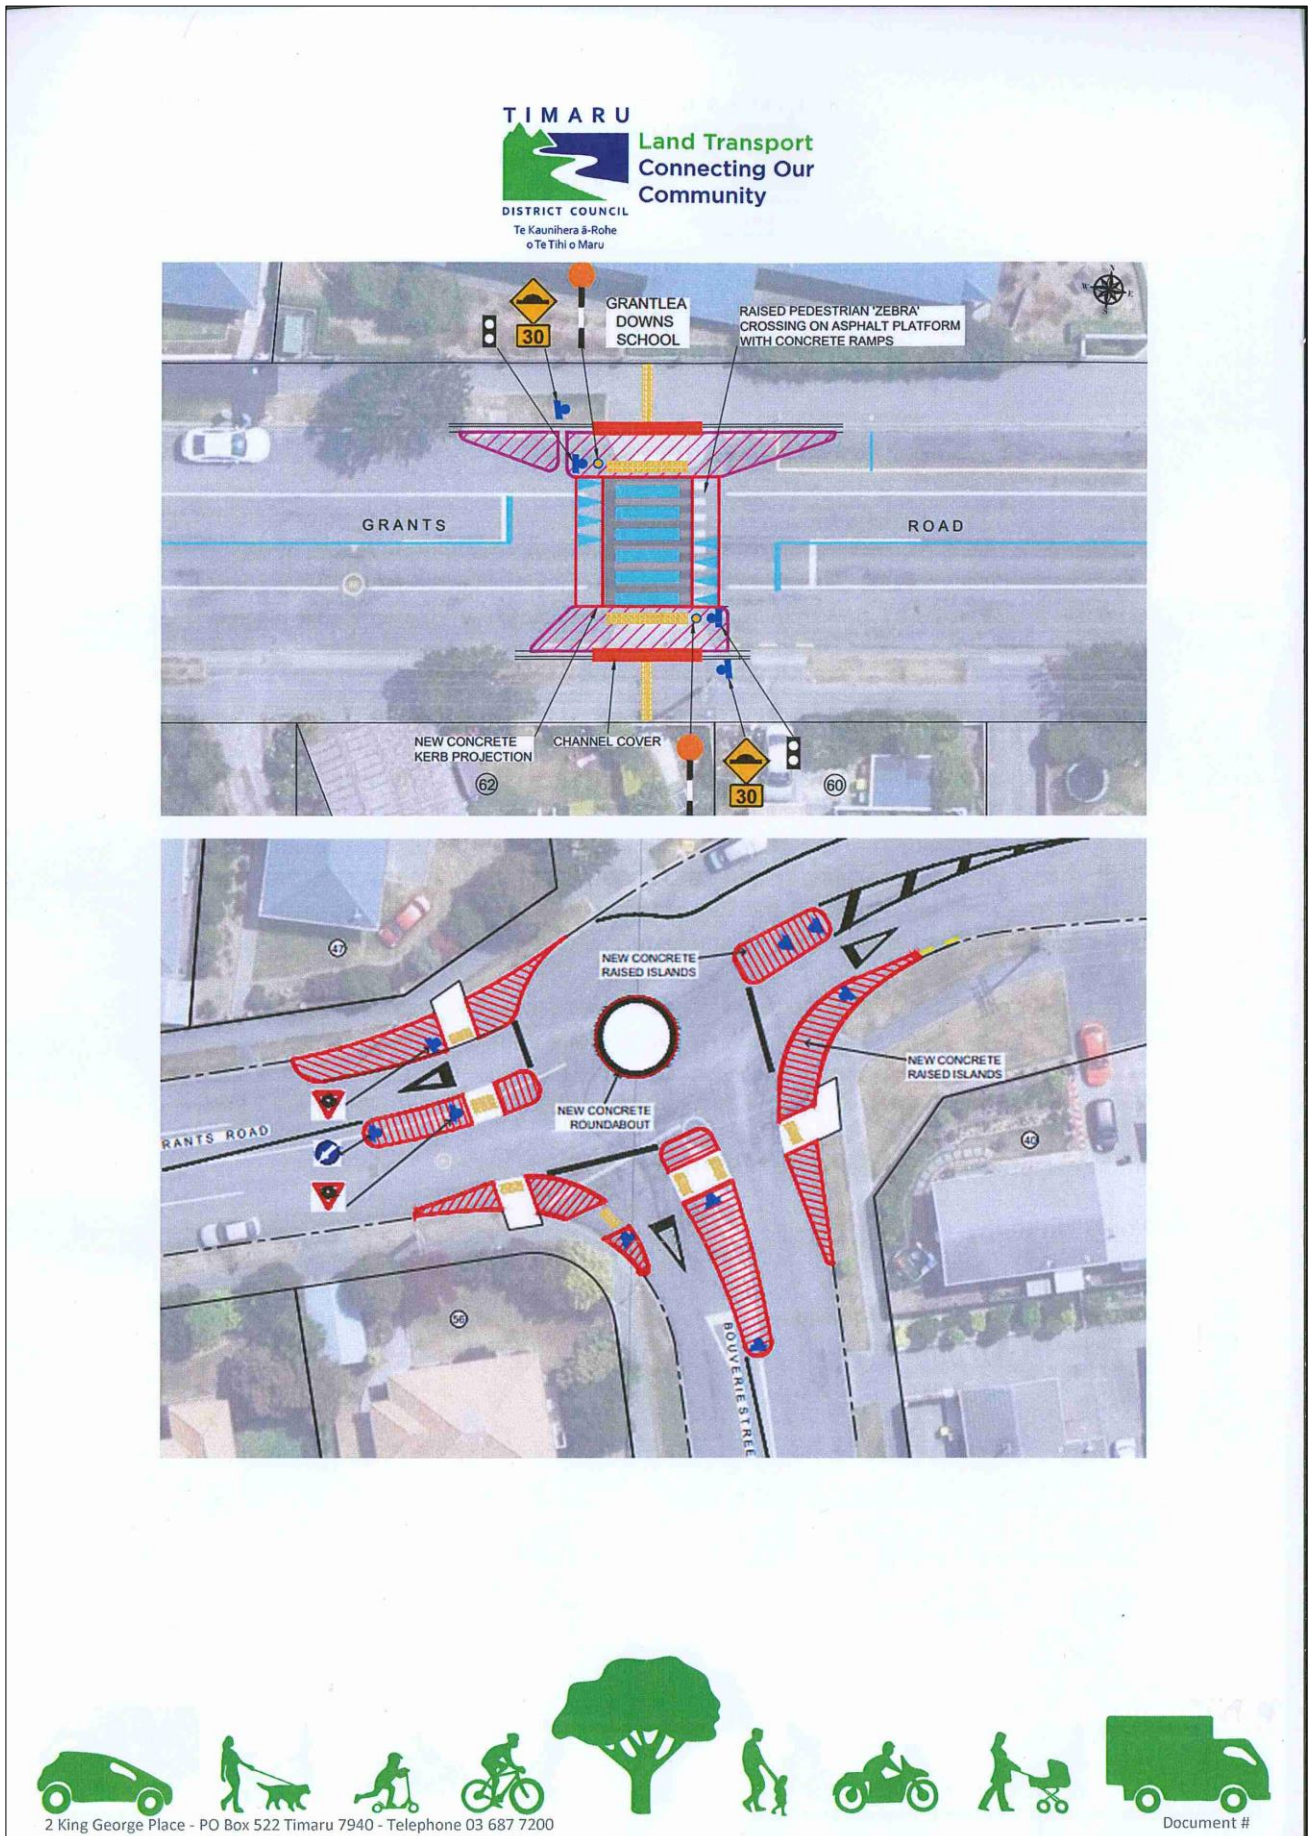 TIMARU
Land Transport
Connecting Our
Community
DISTRICT COUNCIL
Te Kaunihera ā-Rohe
o Te Tihi o Maru
N
W
E
S
30
GRANTLEA
DOWNS
SCHOOL
RAISED PEDESTRIAN 'ZEBRA'
CROSSING ON ASPHALT PLATFORM
WITH CONCRETE RAMPS
GRANTS
ROAD
NEW CONCRETE
KERB PROJECTION
CHANNEL COVER
62
30
60
47
NEW CONCRETE
RAISED ISLANDS
NEW CONCRETE
RAISED ISLANDS
NEW CONCRETE
ROUNDABOUT
GRANTS ROAD
40
56
BOUVERIE STREE
2 King George Place - PO Box 522 Timaru 7940 - Telephone 03 687 7200
Document #